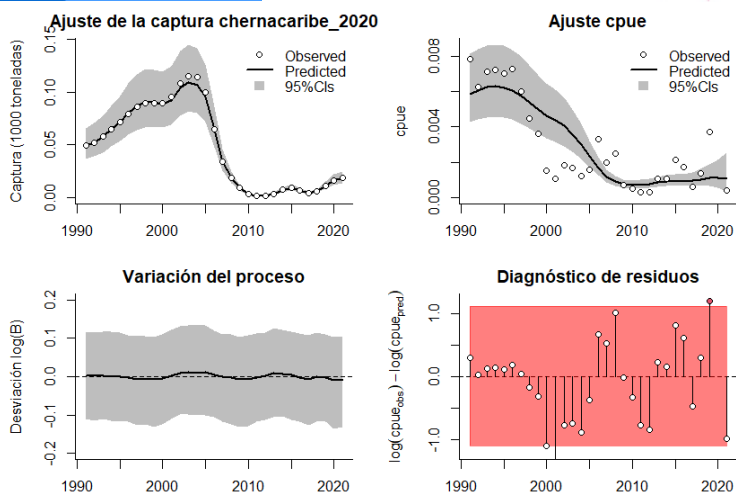 Ajuste de la captura chernacaribe_2020
Captura (1000 toneladas)
0.15
0.10
0.05
0.00
Observed
Predicted
95%CIs
1990 2000 2010 2020
Ajuste cpue
cpue
0.008
0.004
0.000
Observed
Predicted
95%CIs
1990 2000 2010 2020
Variación del proceso
Desviación log(B)
0.2
0.1
0.0
-0.1
-0.2
1990 2000 2010 2020
Diagnóstico de residuos
log(cpue_obs) − log(cpue_pred)
1.0
0.0
-1.0
1990 2000 2010 2020